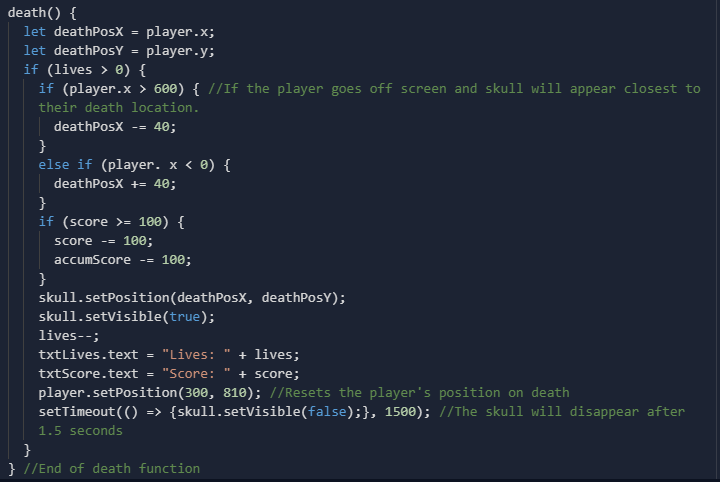 death() {
  let deathPosX = player.x;
  let deathPosY = player.y;
  if (lives > 0) {
    if (player.x > 600) { //If the player goes off screen and skull will appear closest to
    their death location.
      deathPosX -= 40;
    }
    else if (player. x < 0) {
      deathPosX += 40;
    }
    if (score >= 100) {
      score -= 100;
      accumScore -= 100;
    }
    skull.setPosition(deathPosX, deathPosY);
    skull.setVisible(true);
    lives--;
    txtLives.text = "Lives: " + lives;
    txtScore.text = "Score: " + score;
    player.setPosition(300, 810); //Resets the player's position on death
    setTimeout(() => {skull.setVisible(false);}, 1500); //The skull will disappear after
    1.5 seconds
  }
} //End of death function